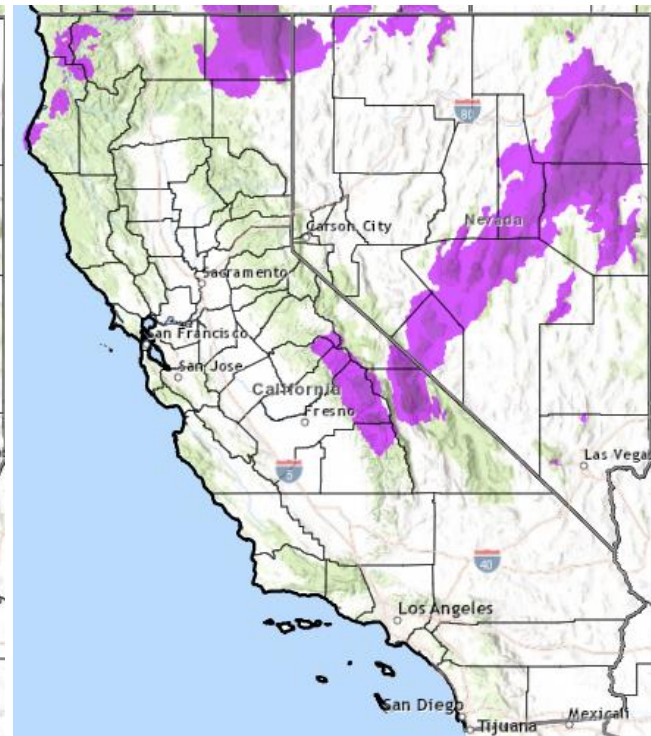 80
Nevada
Carson City
Sacramento
San Francisco
San Jose
California
Fresno
5
Las Vegas
40
Los Angeles
San Diego
Tijuana
Mexicali